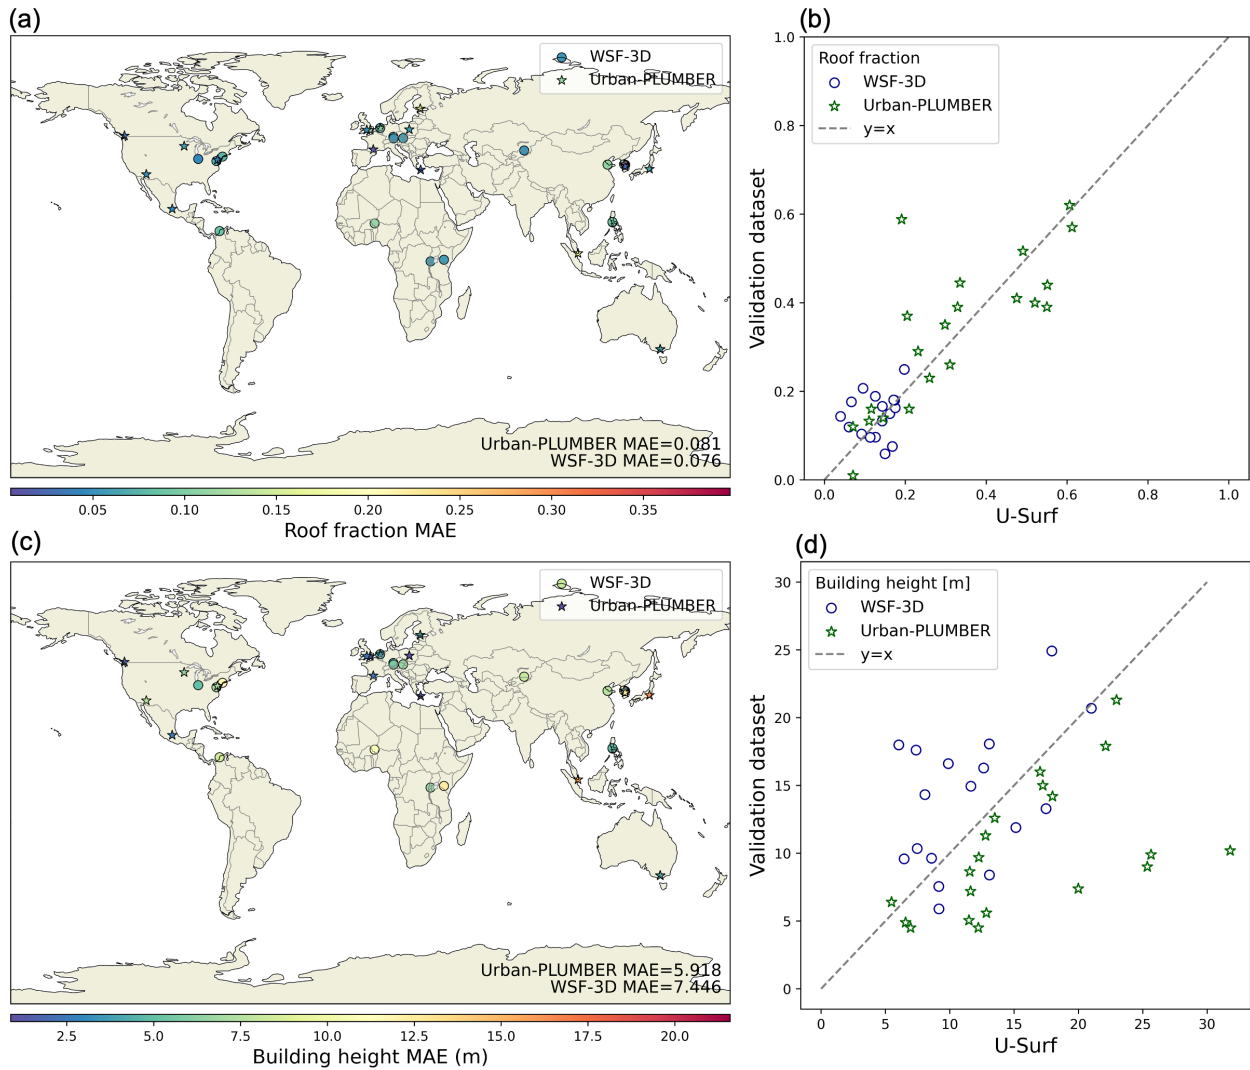 (a)
WSF-3D
Urban-PLUMBER
Urban-PLUMBER MAE=0.081
WSF-3D MAE=0.076
0.05 0.10 0.15 0.20 0.25 0.30 0.35
Roof fraction MAE
(b)
Roof fraction
WSF-3D
Urban-PLUMBER
y=x
1.0
0.8
0.6
0.4
0.2
0.0
Validation dataset
0.0 0.2 0.4 0.6 0.8 1.0
U-Surf
(c)
WSF-3D
Urban-PLUMBER
Urban-PLUMBER MAE=5.918
WSF-3D MAE=7.446
2.5 5.0 7.5 10.0 12.5 15.0 17.5 20.0
Building height MAE (m)
(d)
Building height [m]
WSF-3D
Urban-PLUMBER
y=x
30
25
20
15
10
5
0
Validation dataset
0 5 10 15 20 25 30
U-Surf